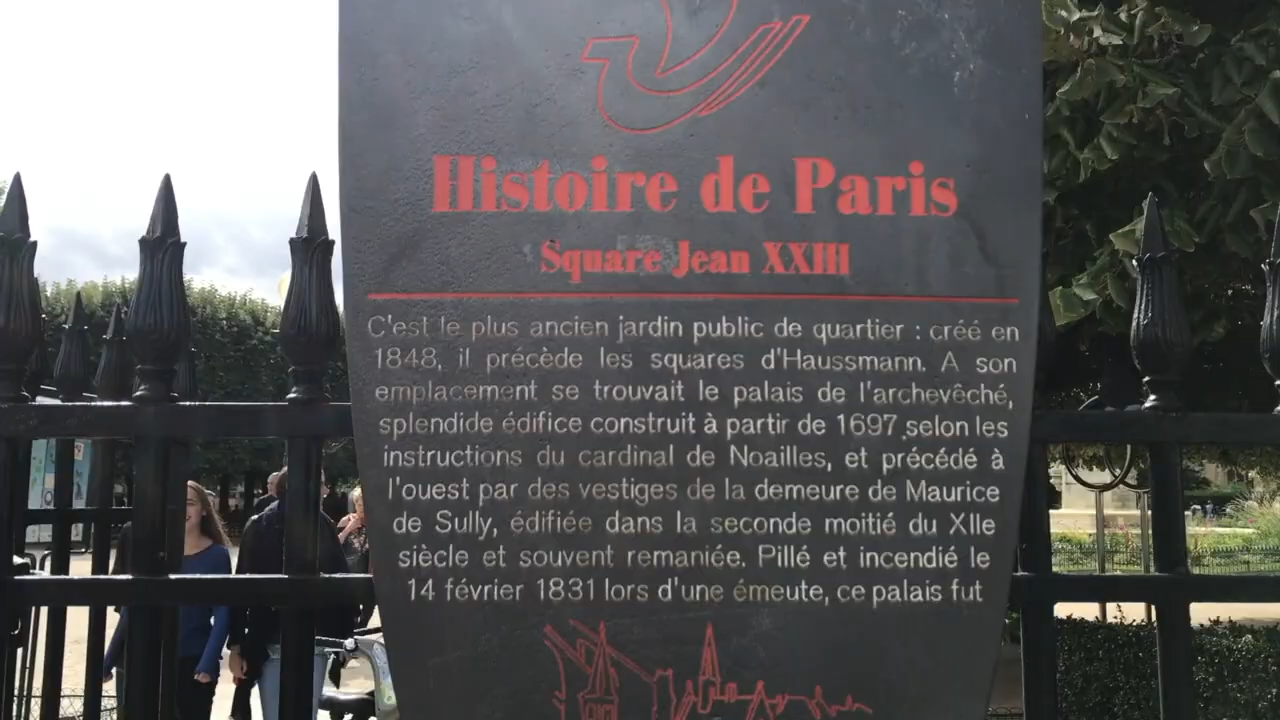 Histoire de Paris
Square Jean XXIII
C'est le plus ancien jardin public de quartier : créé en
1848, il précède les squares d'Haussmann. A son
emplacement se trouvait le palais de l'archevêché,
splendide édifice construit à partir de 1697 selon les
instructions du cardinal de Noailles, et précédé à
l'ouest par des vestiges de la demeure de Maurice
de Sully, édifiée dans la seconde moitié du XIIe
siècle et souvent remaniée. Pillé et incendié le
14 février 1831 lors d'une émeute, ce palais fut